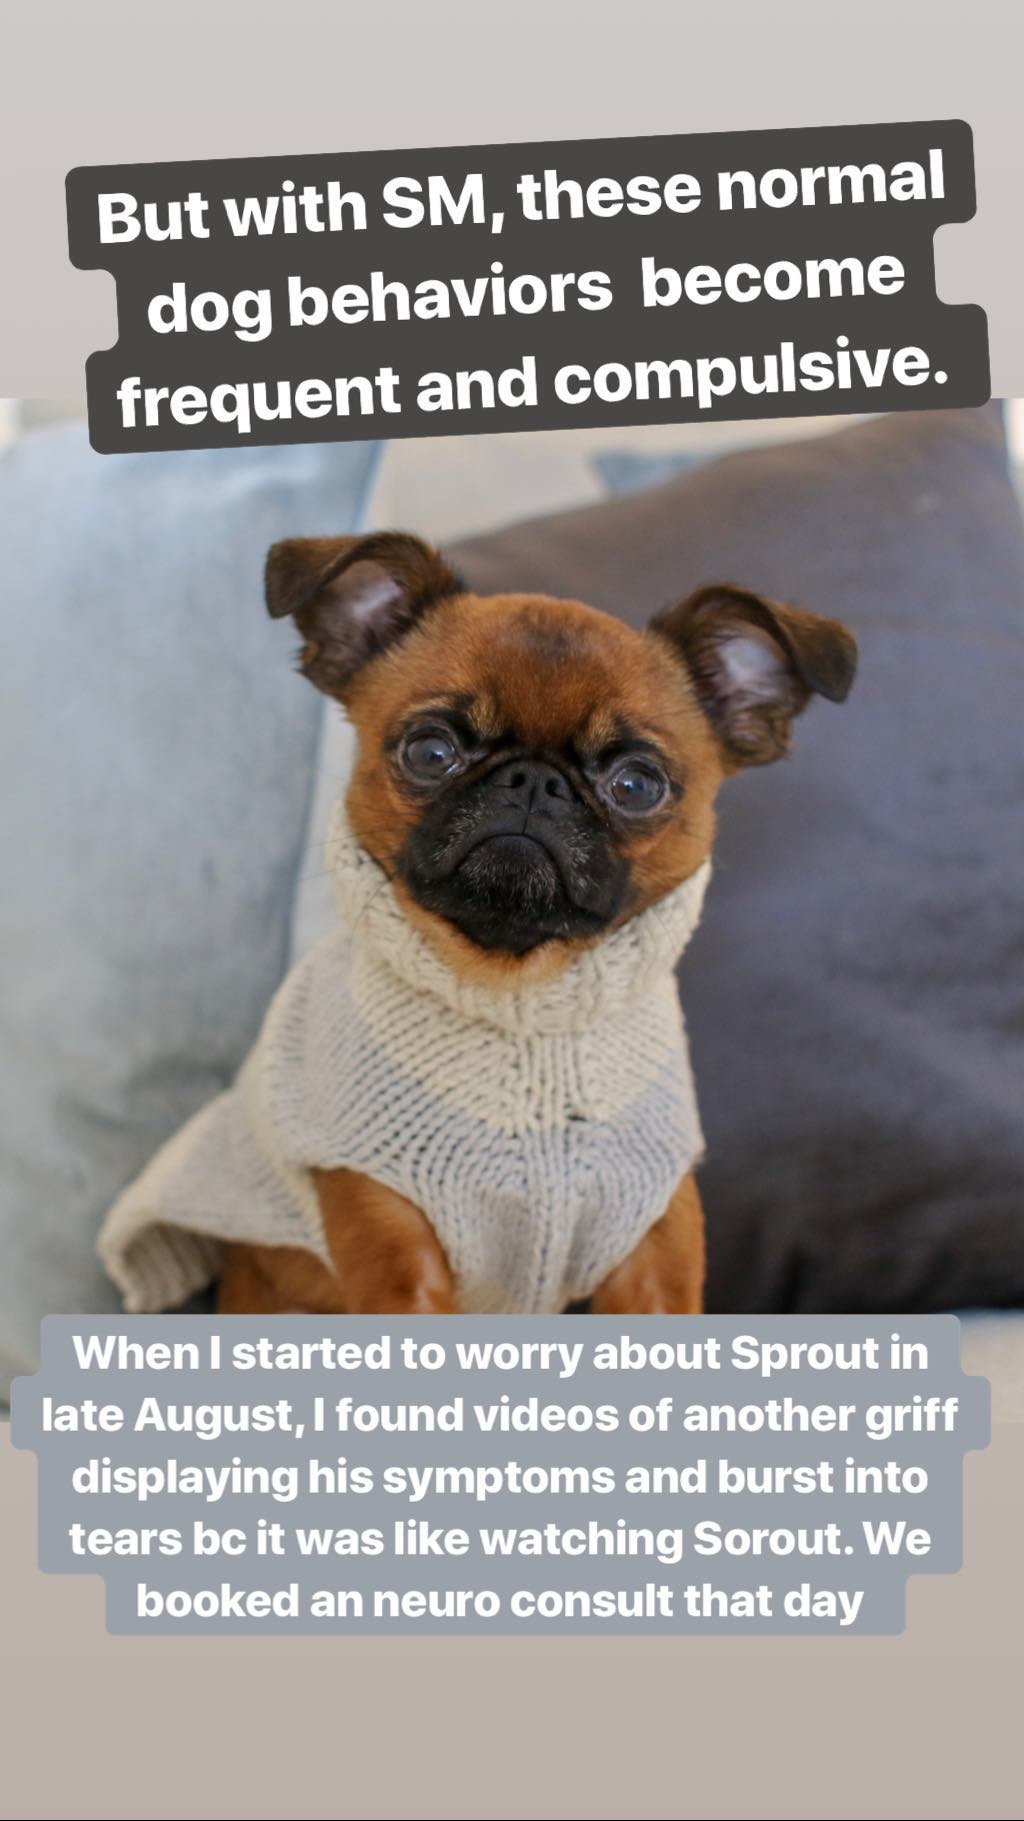 But with SM, these normal
dog behaviors become
frequent and compulsive.
When I started to worry about Sprout in
late August, I found videos of another griff
displaying his symptoms and burst into
tears bc it was like watching Sorout. We
booked an neuro consult that day